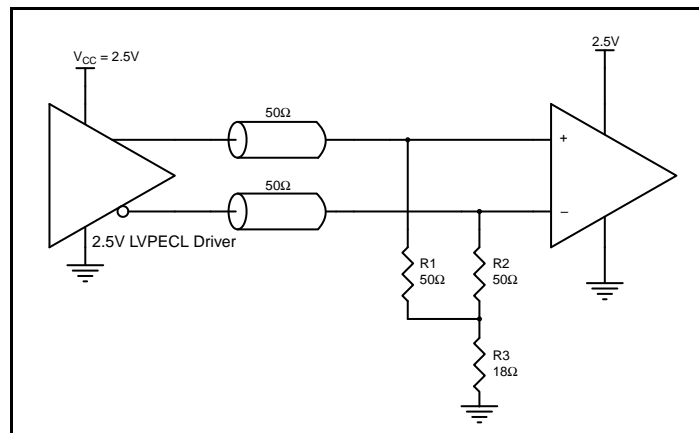 V_CC = 2.5V
2.5V
50Ω
+
50Ω
−
2.5V LVPECL Driver
R1
50Ω
R2
50Ω
R3
18Ω